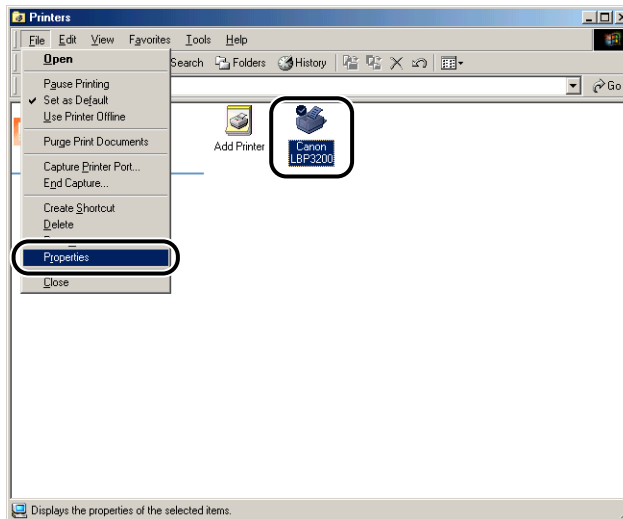 Printers
File Edit View Favorites Tools Help
Search Folders History
Go
Open
Pause Printing
✓ Set as Default
Use Printer Offline
Purge Print Documents
Capture Printer Port...
End Capture...
Create Shortcut
Delete
Properties
Close
Add Printer
Canon
LBP3200
Displays the properties of the selected items.